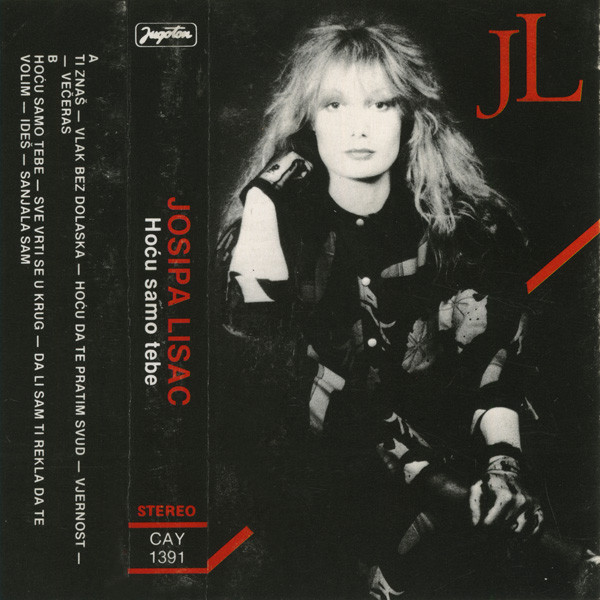 A
TI ZNAŠ — VLAK BEZ DOLASKA — HOĆU DA TE PRATIM SVUD — VJERNOST —
— VEČERAS
B
HOĆU SAMO TEBE — SVE VRTI SE U KRUG — DA LI SAM TI REKLA DA TE
VOLIM — IDEŠ — SANJALA SAM
Jugoton
JOSIPA LISAC
Hoću samo tebe
STEREO
CAY
1391
JL